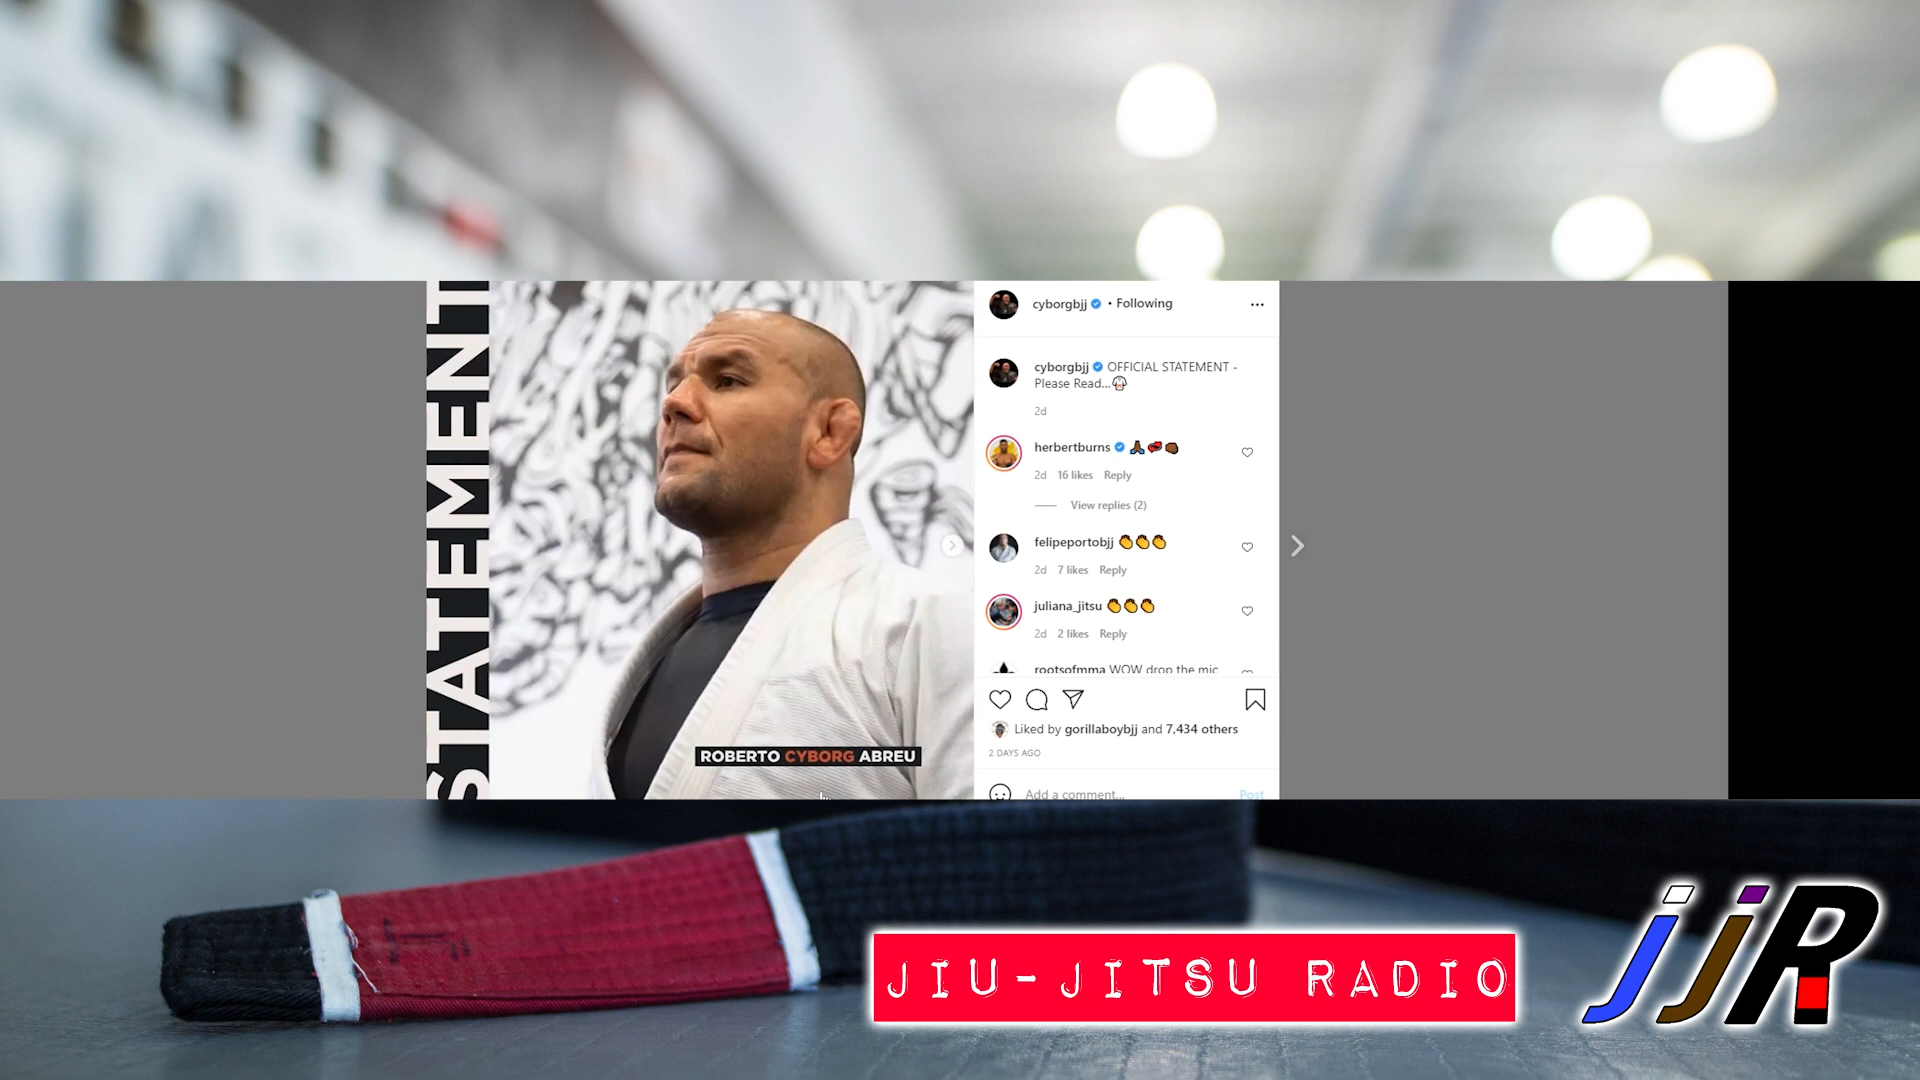 STATEMENT
ROBERTO CYBORG ABREU
cyborgbjj • Following
cyborgbjj OFFICIAL STATEMENT -
Please Read...
2d
herbertburns
2d 16 likes Reply
View replies (2)
felipeportobjj
2d 7 likes Reply
juliana_jitsu
2d 2 likes Reply
rootsofmma WOW drop the mic
Liked by gorillaboybjj and 7,434 others
2 DAYS AGO
Add a comment...
Post
JIU-JITSU RADIO
JJR